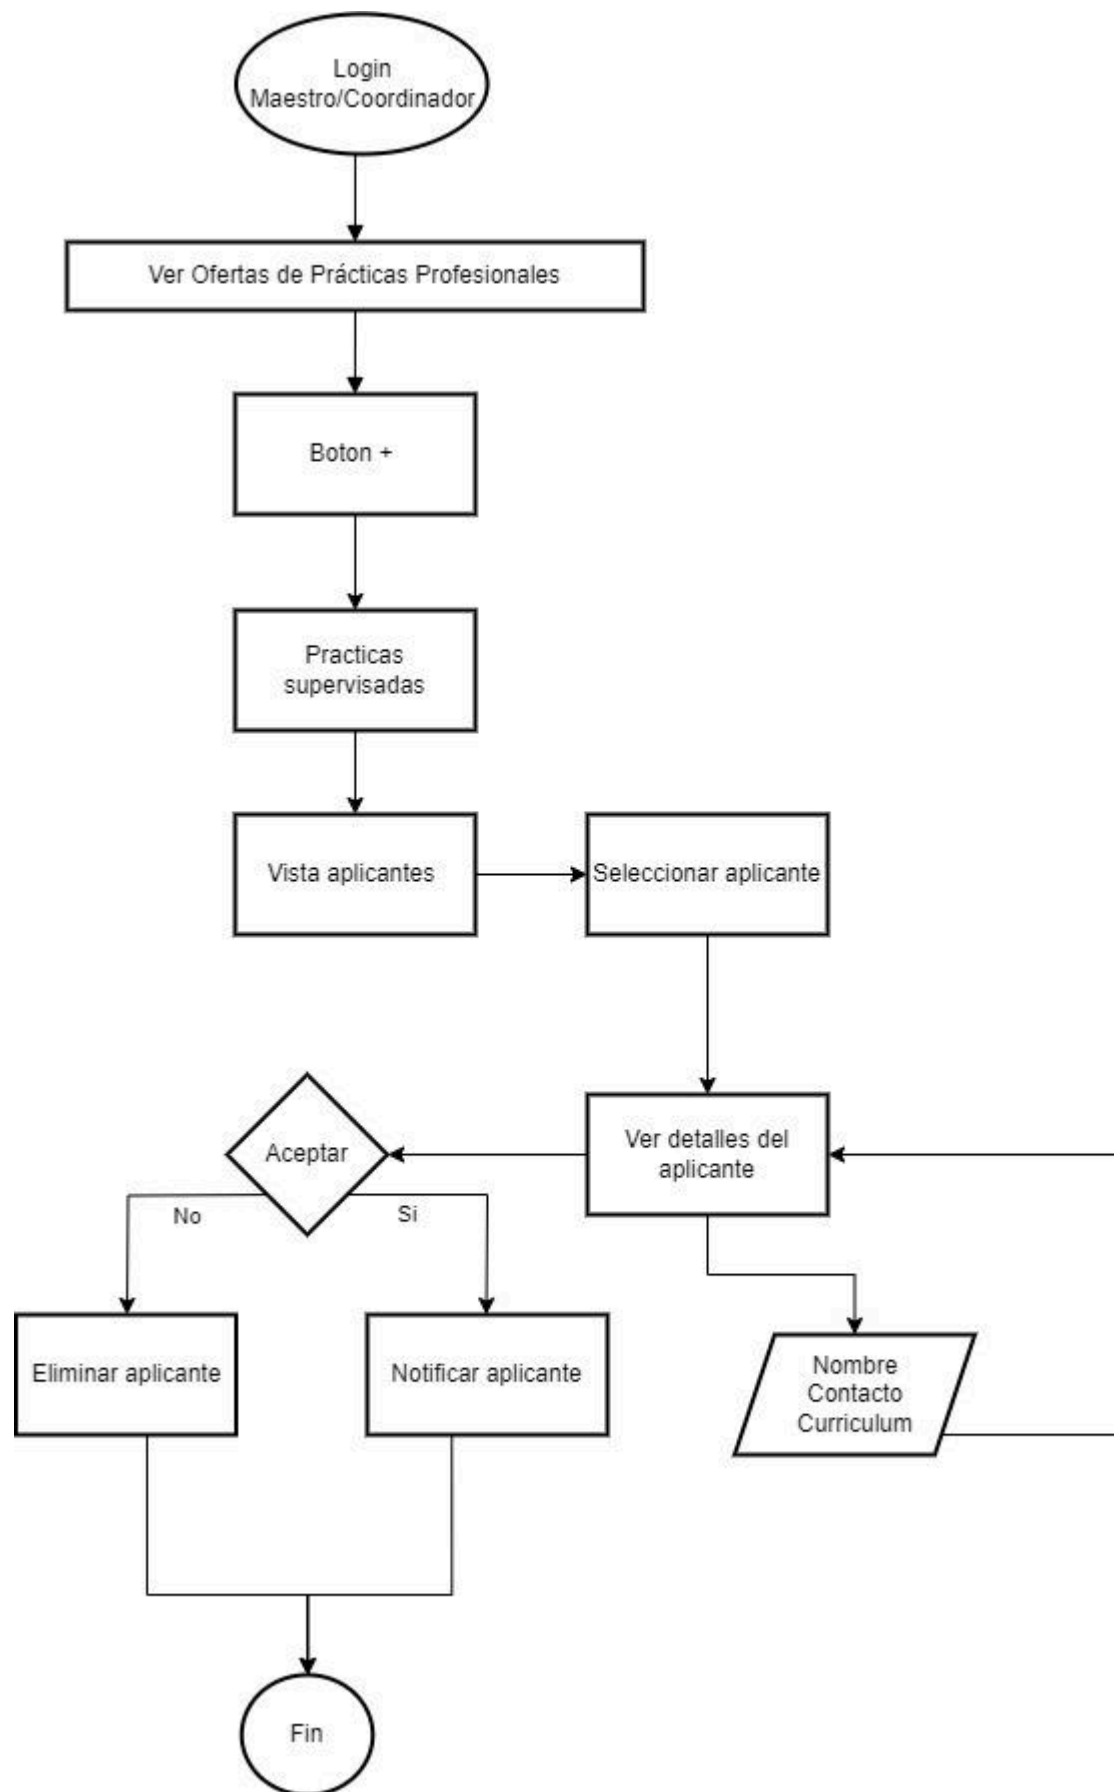 Login
Maestro/Coordinador
Ver Ofertas de Prácticas Profesionales
Boton +
Practicas
supervisadas
Vista aplicantes
Seleccionar aplicante
Ver detalles del
aplicante
Aceptar
No
Si
Eliminar aplicante
Notificar aplicante
Nombre
Contacto
Curriculum
Fin